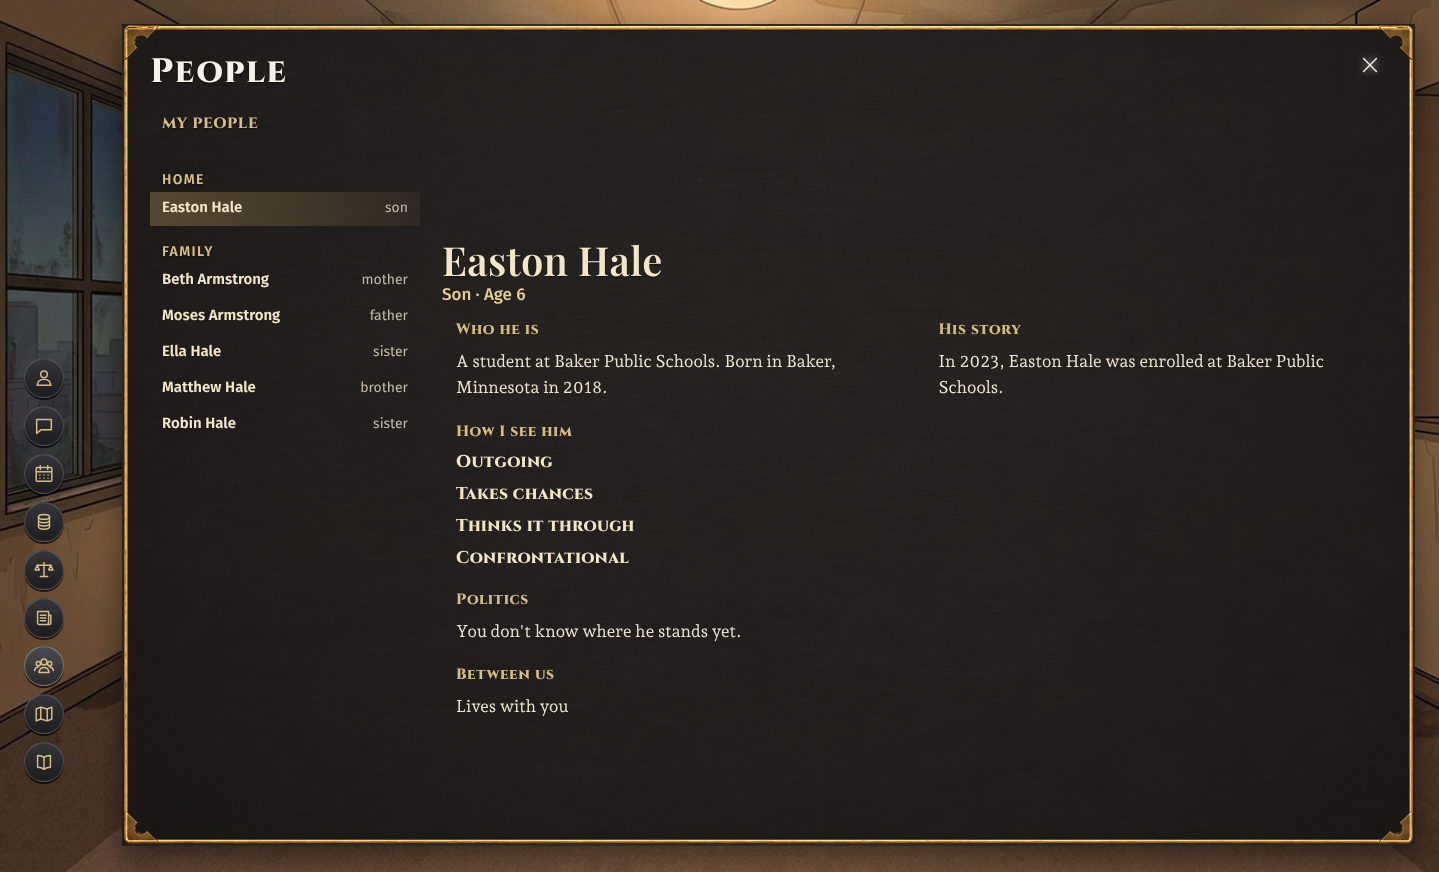 People
My people
Home
Easton Hale son
Family
Beth Armstrong mother
Moses Armstrong father
Ella Hale sister
Matthew Hale brother
Robin Hale sister
Easton Hale
Son · Age 6
Who he is
A student at Baker Public Schools. Born in Baker,
Minnesota in 2018.
How I see him
Outgoing
Takes chances
Thinks it through
Confrontational
Politics
You don't know where he stands yet.
Between us
Lives with you
His story
In 2023, Easton Hale was enrolled at Baker Public
Schools.